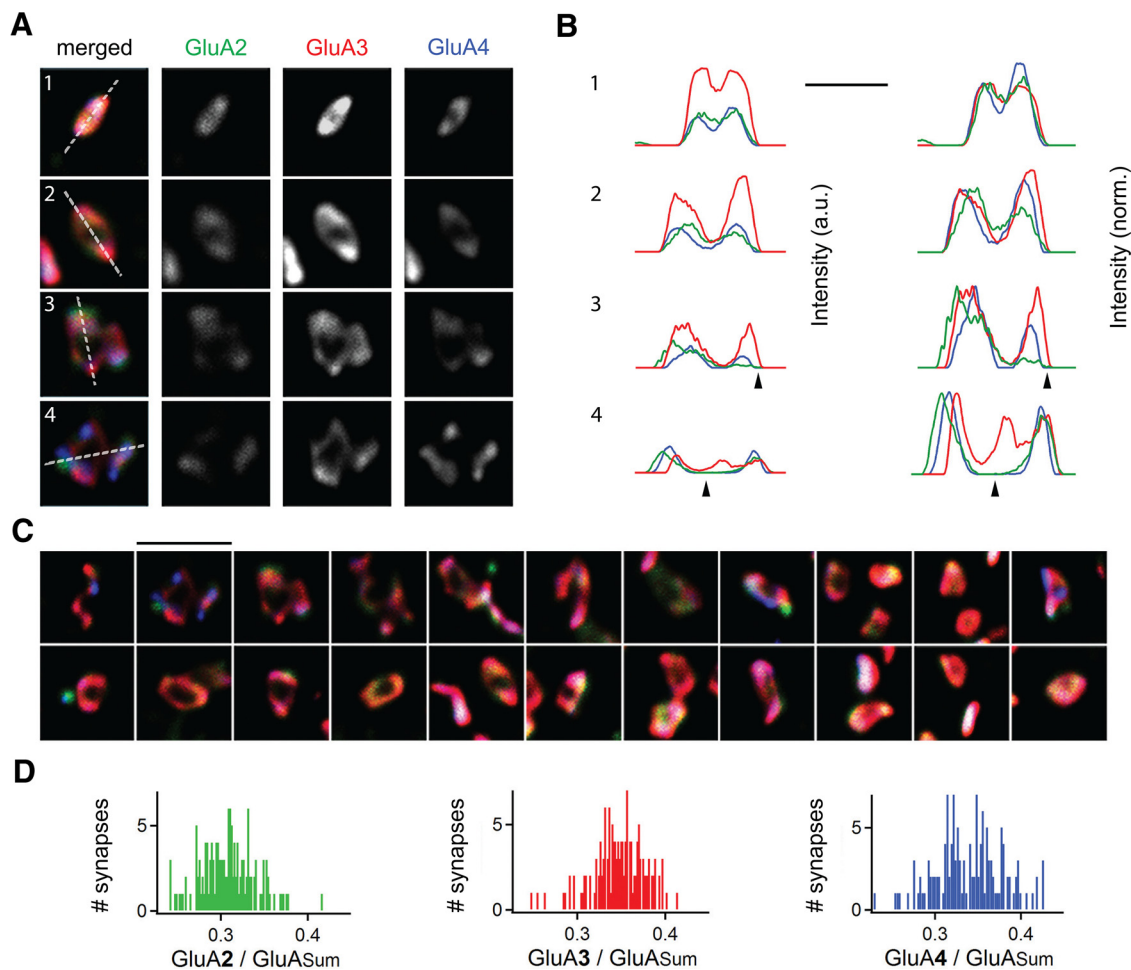 A
merged GluA2 GluA3 GluA4
1
2
3
4
B
1
2
3
4
Intensity (a.u.)
Intensity (norm.)
C
D
# synapses
5
0
0.3 0.4
GluA2 / GluASum
# synapses
5
0
0.3 0.4
GluA3 / GluASum
# synapses
5
0
0.3 0.4
GluA4 / GluASum